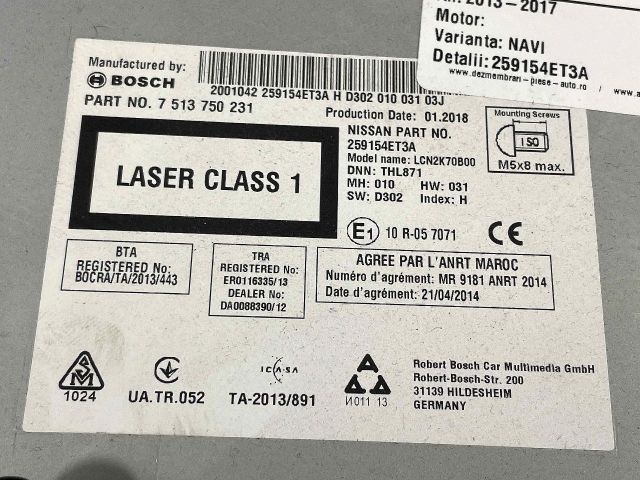 2013 - 2017
Motor:
Varianta: NAVI
Detalii: 259154ET3A
www.dezmembrari-piese-auto.ro
Manufactured by:
BOSCH
2001042 259154ET3A H D302 010 031 03J
PART NO. 7 513 750 231
Production Date: 01.2018
NISSAN PART NO.
259154ET3A
Model name: LCN2K70B00
DNN: THL871
MH: 010 HW: 031
SW: D302 Index: H
Mounting Screws
ISO
M5x8 max.
LASER CLASS 1
E1 10 R-05 7071
CE
BTA
REGISTERED No:
BOCRA/TA/2013/443
TRA
REGISTERED No:
ER0116335/13
DEALER No:
DA0088390/12
AGREE PAR L'ANRT MAROC
Numéro d'agrément: MR 9181 ANRT 2014
Date d'agrément: 21/04/2014
1024
UA.TR.052
ICASA
TA-2013/891
И011 13
Robert Bosch Car Multimedia GmbH
Robert-Bosch-Str. 200
31139 HILDESHEIM
GERMANY